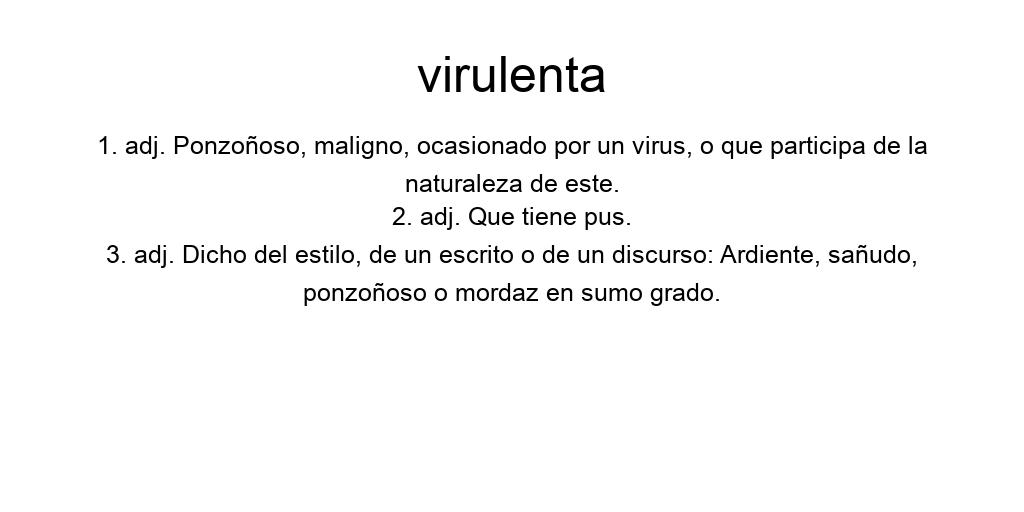 virulenta
1. adj. Ponzoñoso, maligno, ocasionado por un virus, o que participa de la
naturaleza de este.
2. adj. Que tiene pus.
3. adj. Dicho del estilo, de un escrito o de un discurso: Ardiente, sañudo,
ponzoñoso o mordaz en sumo grado.